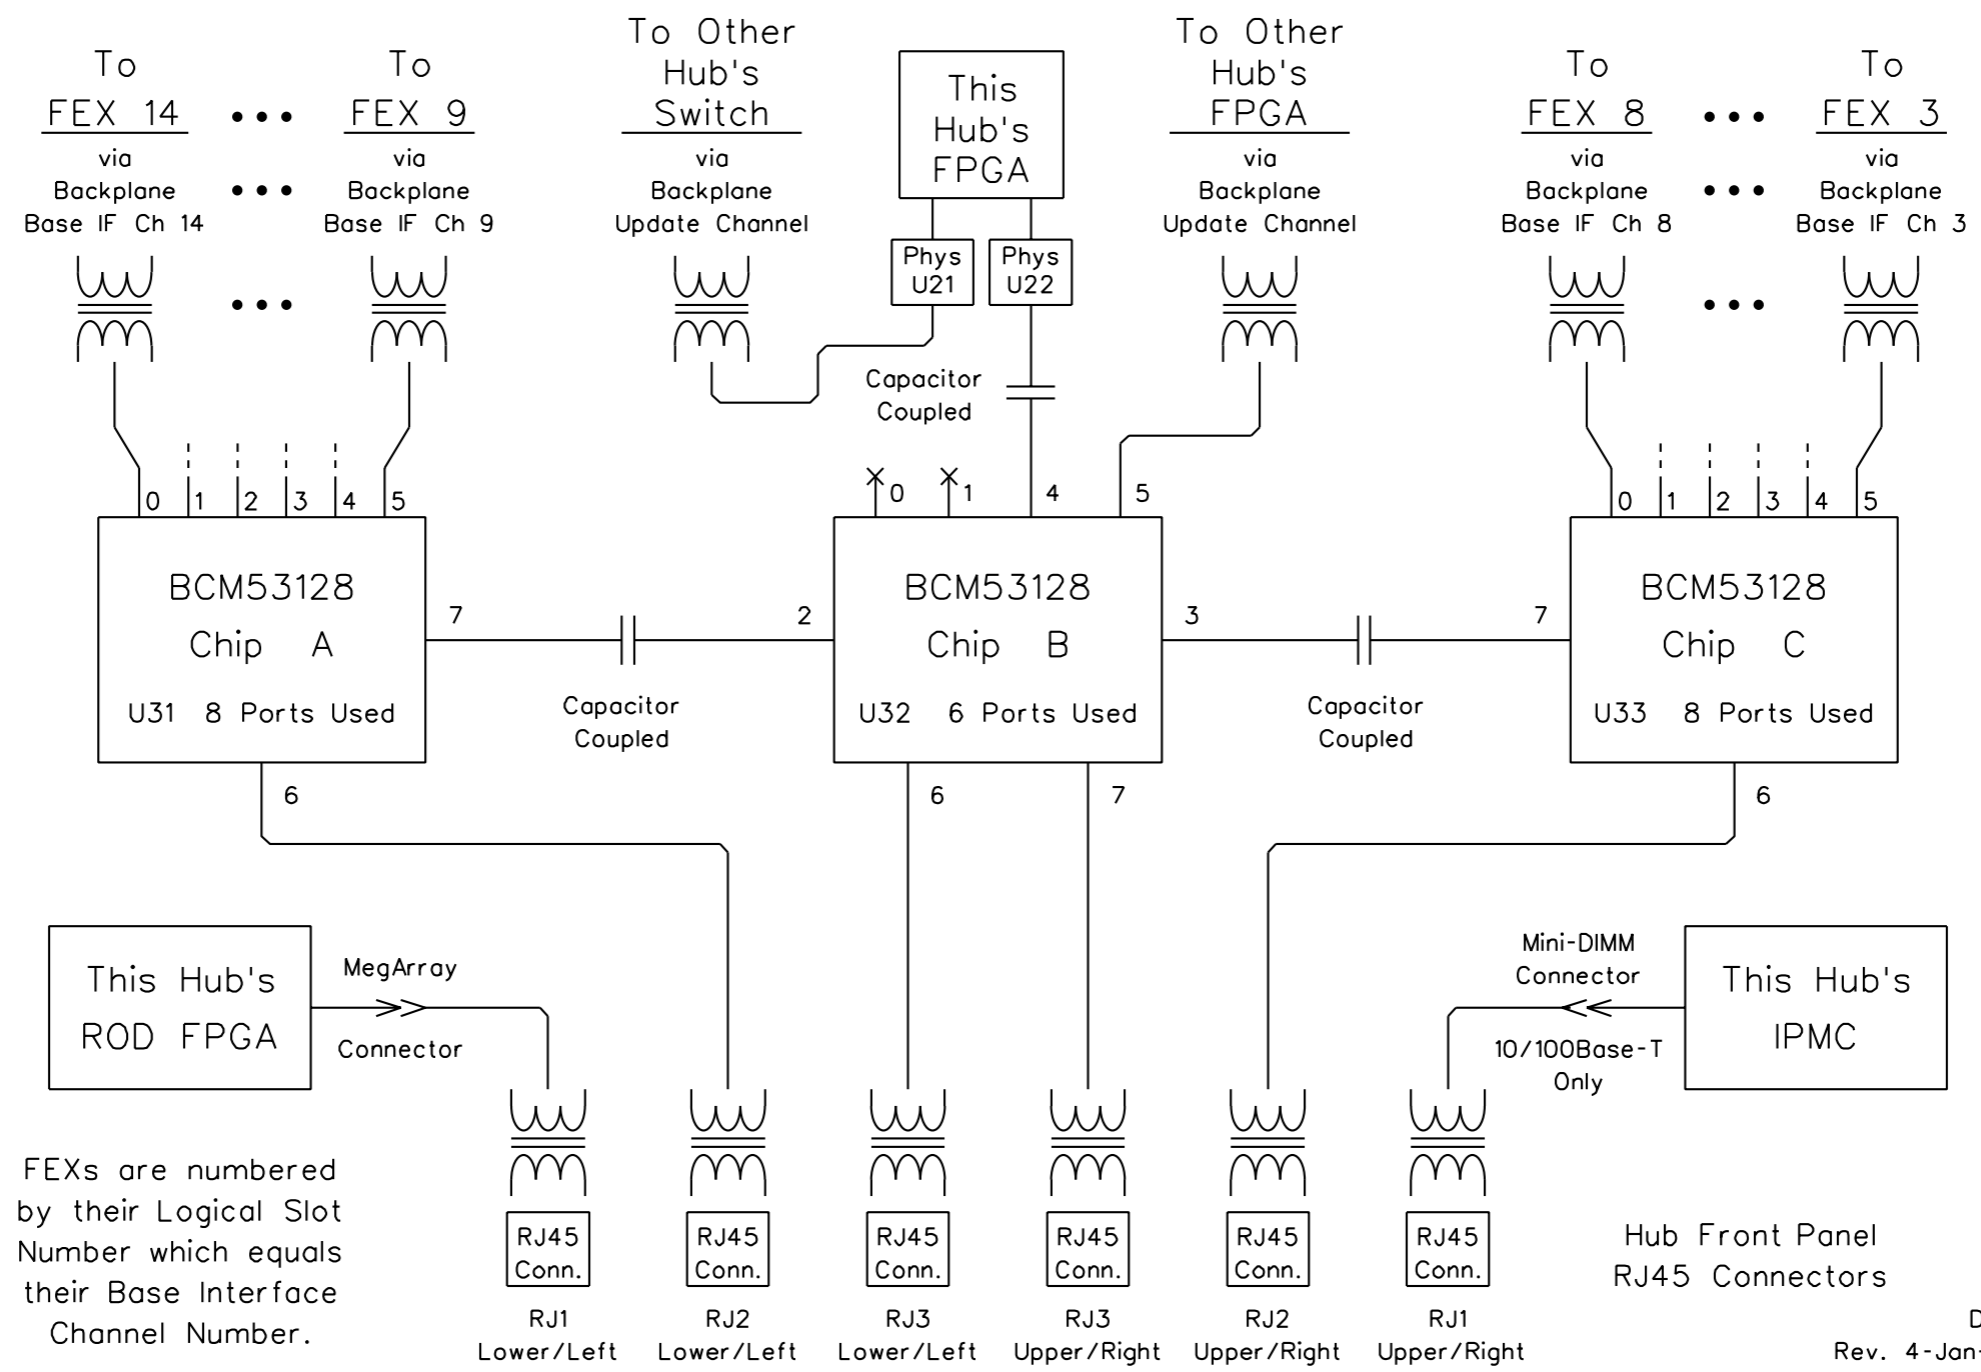 To
FEX 14
via
Backplane
Base IF Ch 14
To
FEX 9
via
Backplane
Base IF Ch 9
To Other
Hub's
Switch
via
Backplane
Update Channel
This
Hub's
FPGA
Phys
U21
Phys
U22
To Other
Hub's
FPGA
via
Backplane
Update Channel
To
FEX 8
via
Backplane
Base IF Ch 8
To
FEX 3
via
Backplane
Base IF Ch 3
Capacitor
Coupled
0 1 2 3 4 5
0 1 4 5
0 1 2 3 4 5
BCM53128
Chip A
U31 8 Ports Used
7
Capacitor
Coupled
2
BCM53128
Chip B
U32 6 Ports Used
3
Capacitor
Coupled
7
BCM53128
Chip C
U33 8 Ports Used
6
6
7
6
This Hub's
ROD FPGA
MegArray
Connector
Mini-DIMM
Connector
10/100Base-T
Only
This Hub's
IPMC
FEXs are numbered
by their Logical Slot
Number which equals
their Base Interface
Channel Number.
RJ45
Conn.
RJ1
Lower/Left
RJ45
Conn.
RJ2
Lower/Left
RJ45
Conn.
RJ3
Lower/Left
RJ45
Conn.
RJ3
Upper/Right
RJ45
Conn.
RJ2
Upper/Right
RJ45
Conn.
RJ1
Upper/Right
Hub Front Panel
RJ45 Connectors
Rev. 4-Jan-